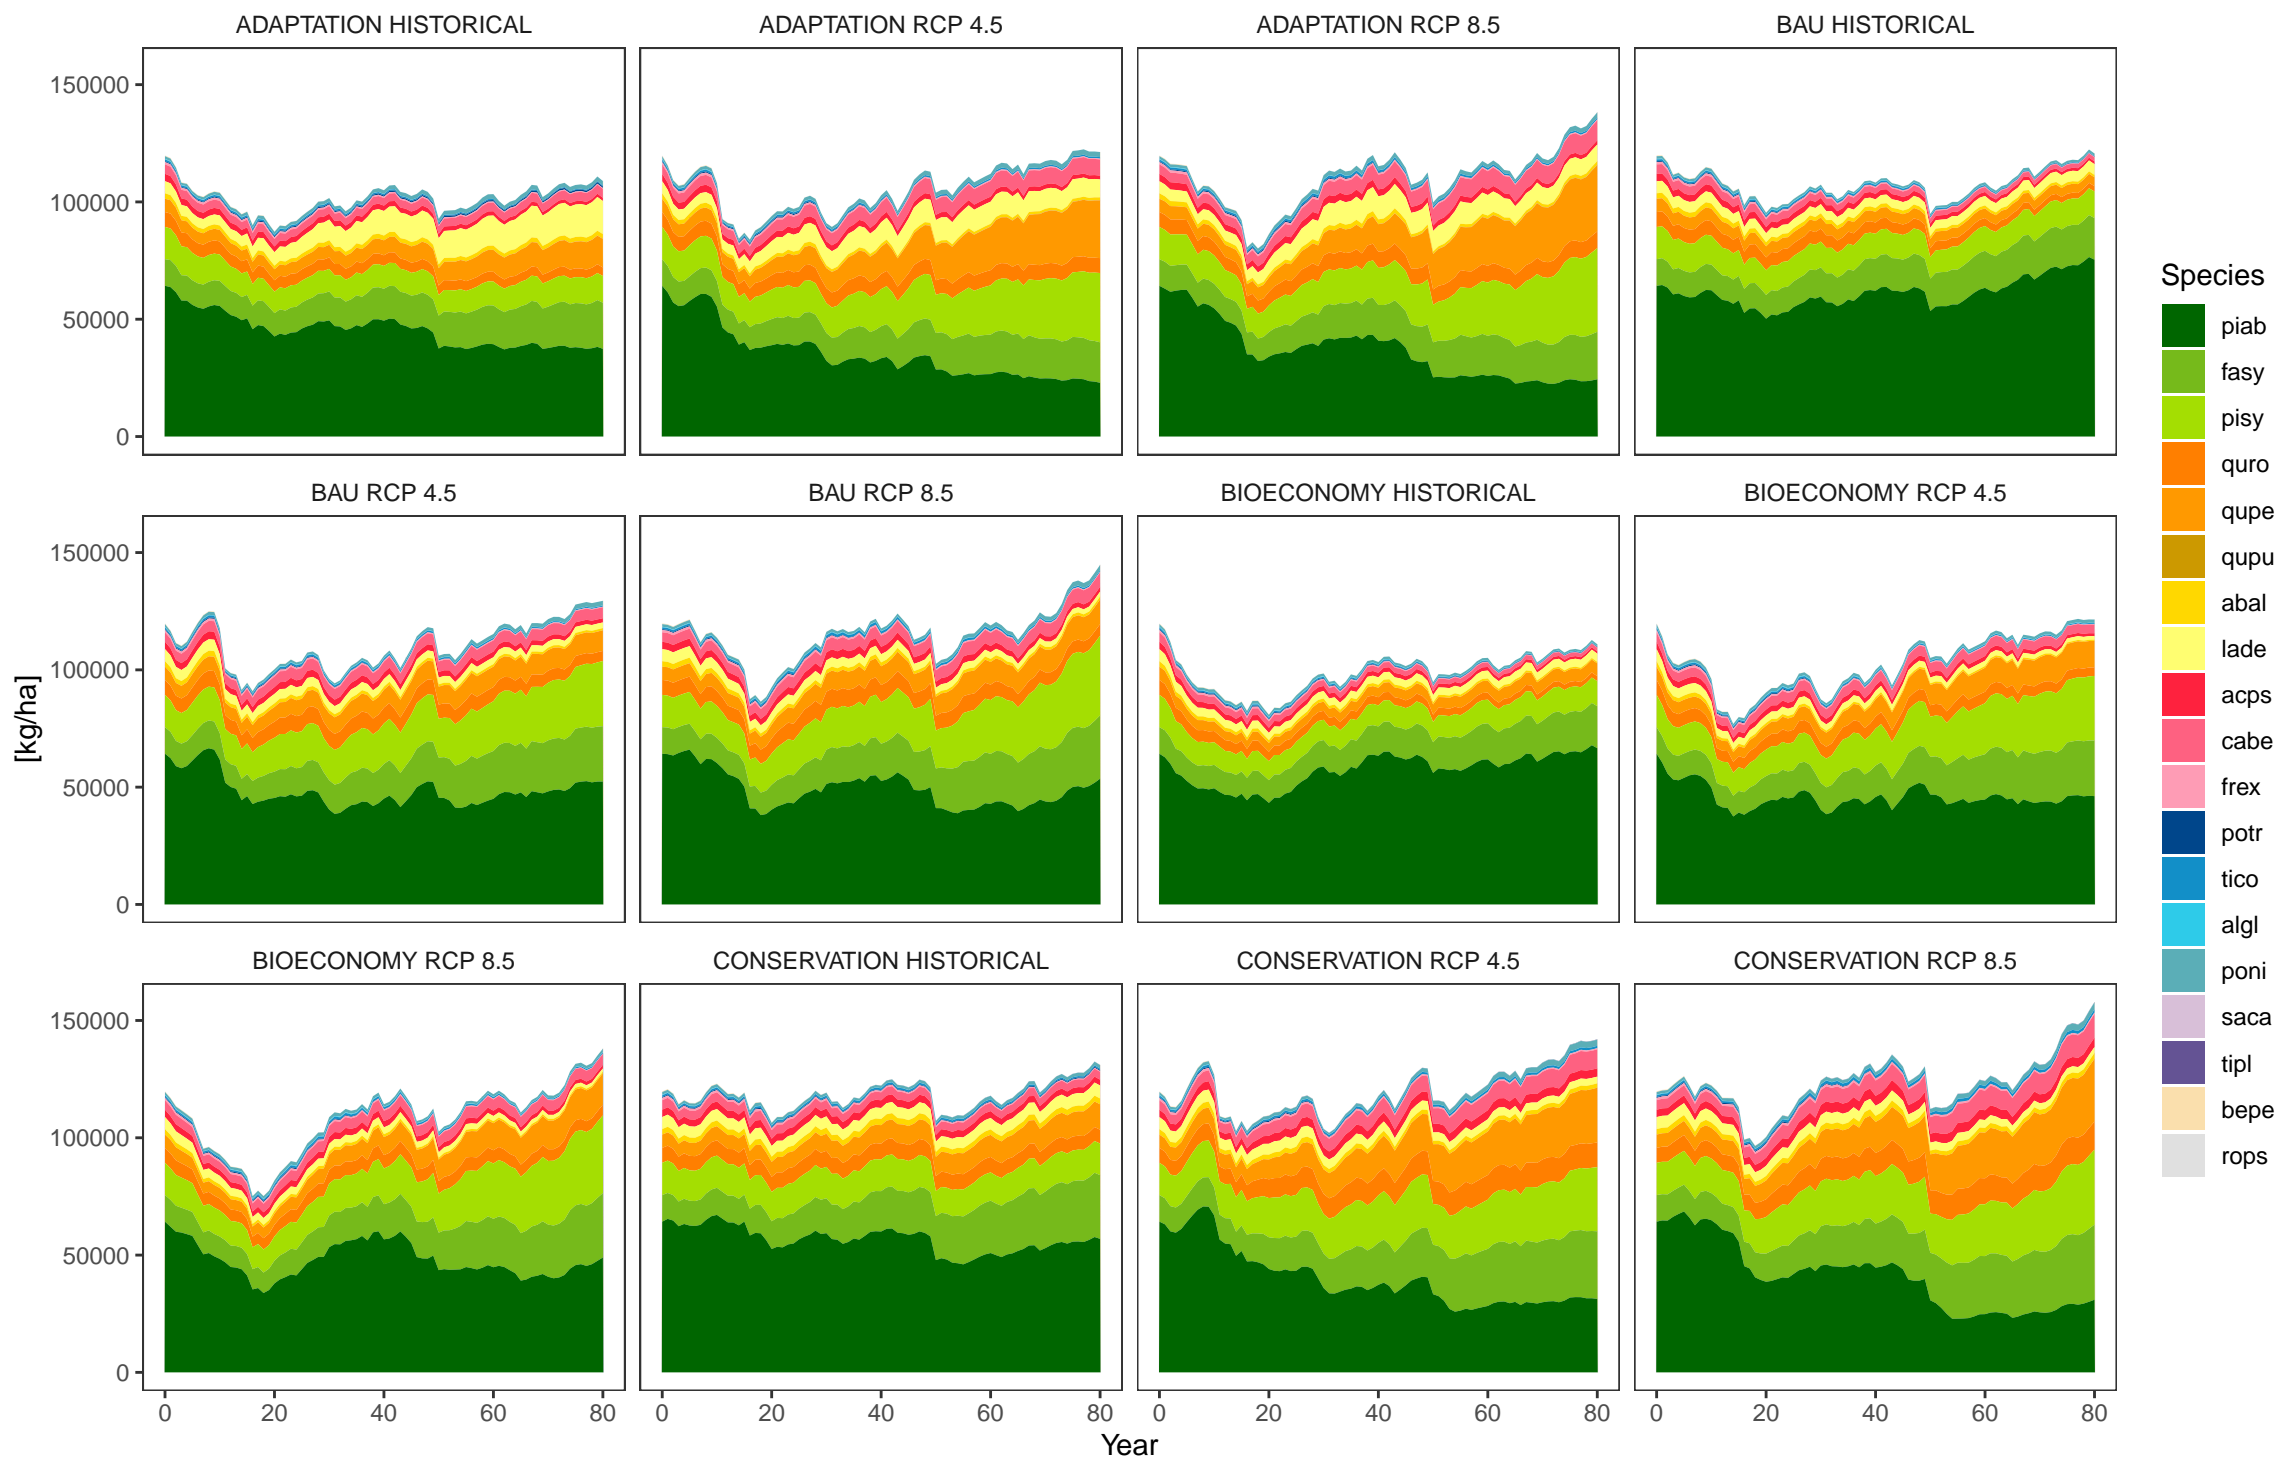 ADAPTATION HISTORICAL
ADAPTATION RCP 4.5
ADAPTATION RCP 8.5
BAU HISTORICAL
150000
100000
50000
0
BAU RCP 4.5
BAU RCP 8.5
BIOECONOMY HISTORICAL
BIOECONOMY RCP 4.5
150000
100000
50000
0
[kg/ha]
BIOECONOMY RCP 8.5
CONSERVATION HISTORICAL
CONSERVATION RCP 4.5
CONSERVATION RCP 8.5
150000
100000
50000
0
0 20 40 60 80
0 20 40 60 80
0 20 40 60 80
0 20 40 60 80
Year
Species
piab
fasy
pisy
quro
qupe
qupu
abal
lade
acps
cabe
frex
potr
tico
algl
poni
saca
tipl
bepe
rops